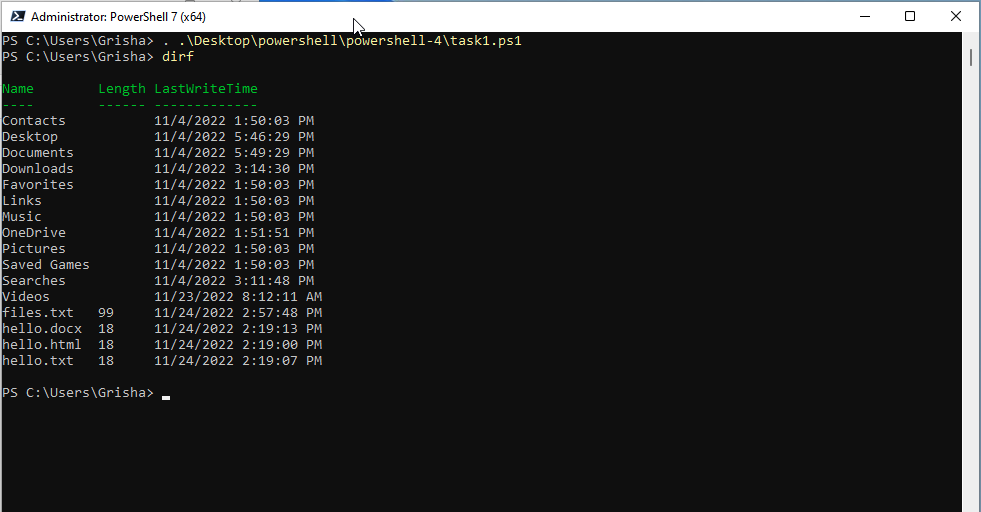 Administrator: PowerShell 7 (x64)
PS C:\Users\Grisha> . .\Desktop\powershell\powershell-4\task1.ps1
PS C:\Users\Grisha> dirf
Name        Length LastWriteTime
----        ------ -------------
Contacts           11/4/2022 1:50:03 PM
Desktop            11/4/2022 5:46:29 PM
Documents          11/4/2022 5:49:29 PM
Downloads          11/4/2022 3:14:30 PM
Favorites          11/4/2022 1:50:03 PM
Links              11/4/2022 1:50:03 PM
Music              11/4/2022 1:50:03 PM
OneDrive           11/4/2022 1:51:51 PM
Pictures           11/4/2022 1:50:03 PM
Saved Games        11/4/2022 1:50:03 PM
Searches           11/4/2022 3:11:48 PM
Videos             11/23/2022 8:12:11 AM
files.txt   99     11/24/2022 2:57:48 PM
hello.docx  18     11/24/2022 2:19:13 PM
hello.html  18     11/24/2022 2:19:00 PM
hello.txt   18     11/24/2022 2:19:07 PM
PS C:\Users\Grisha>